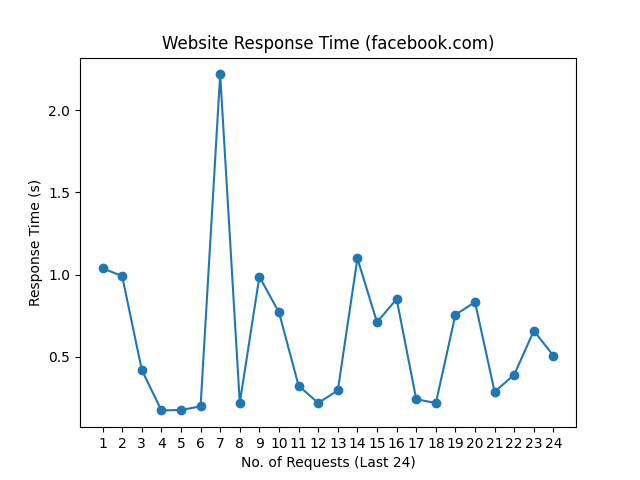 Website Response Time (facebook.com)
Response Time (s)
2.0
1.5
1.0
0.5
1 2 3 4 5 6 7 8 9 10 11 12 13 14 15 16 17 18 19 20 21 22 23 24
No. of Requests (Last 24)